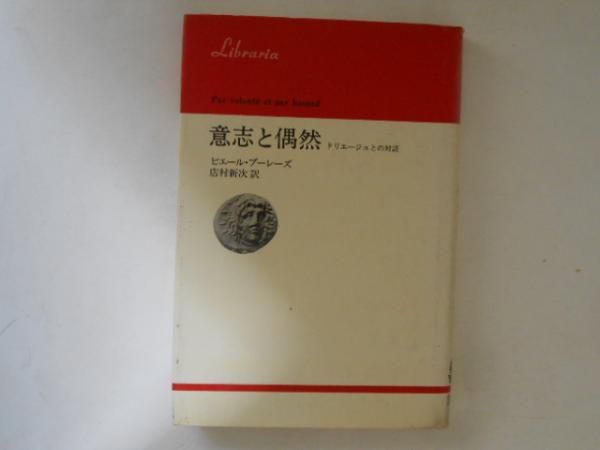 Libraria
Par volonté et par hasard
意志と偶然 ドリエージュとの対話
ピエール・ブーレーズ
店村新次 訳